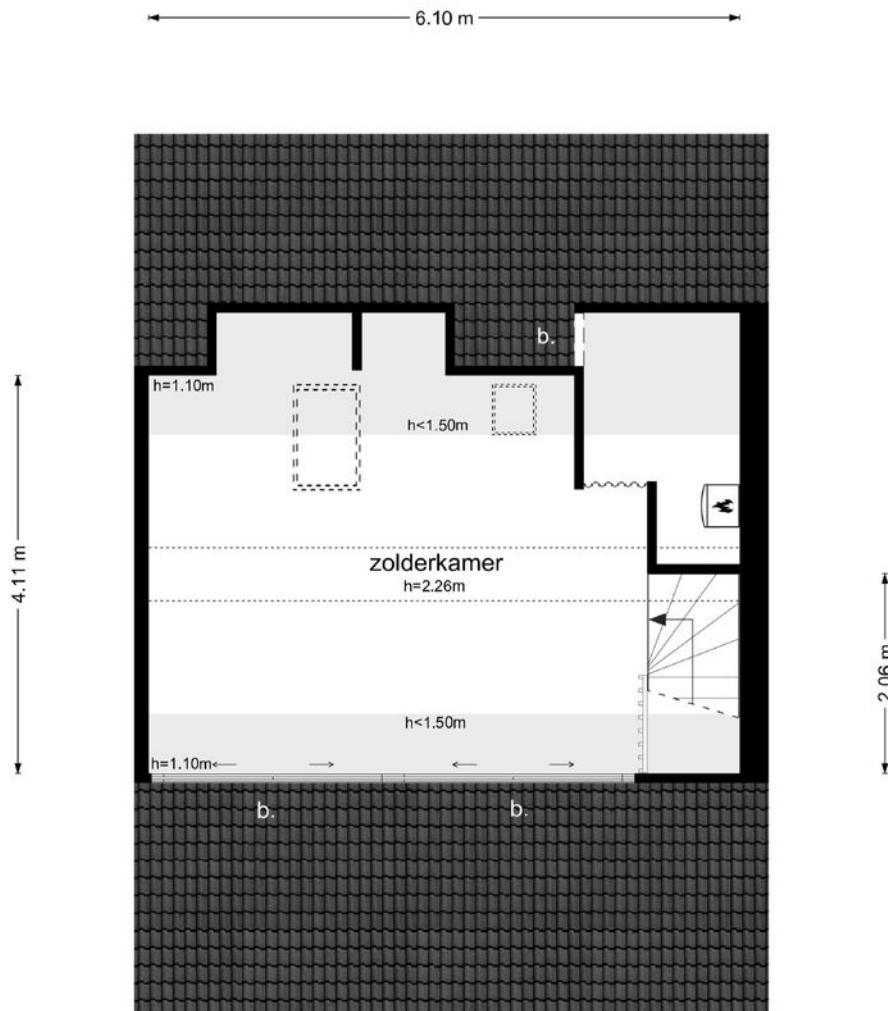 6.10 m
b.
h=1.10m
h<1.50m
4.11 m
zolderkamer
h=2.26m
2.06 m
h<1.50m
h=1.10m
b.
b.